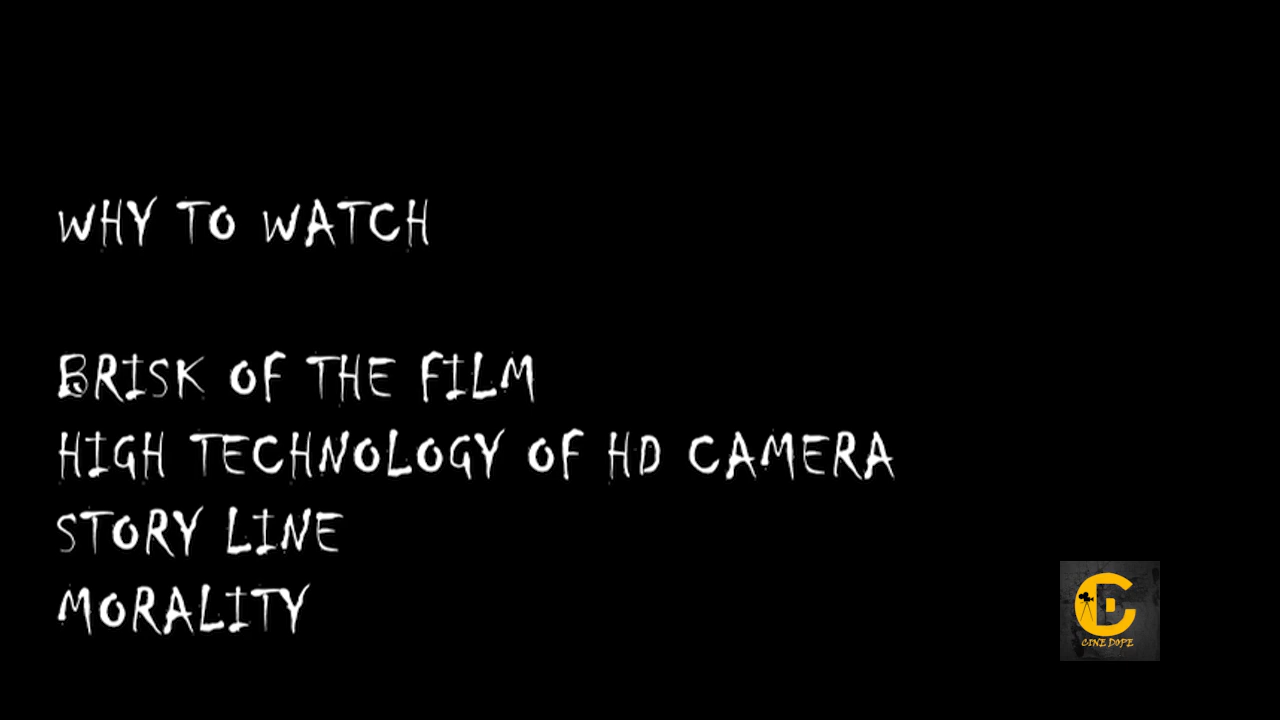 WHY TO WATCH
BRISK OF THE FILM
HIGH TECHNOLOGY OF HD CAMERA
STORY LINE
MORALITY
CINE DOPE